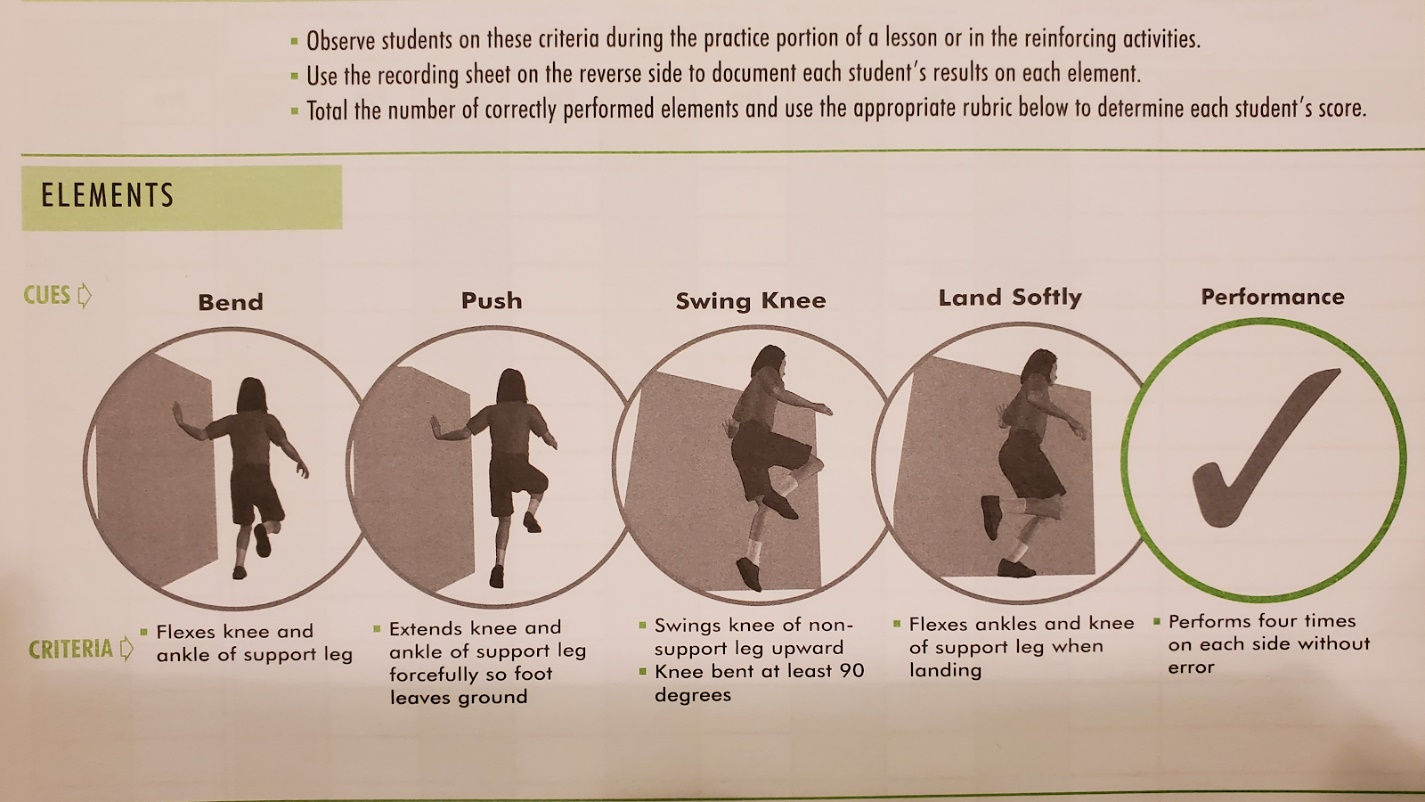 ▪ Observe students on these criteria during the practice portion of a lesson or in the reinforcing activities.
▪ Use the recording sheet on the reverse side to document each student's results on each element.
▪ Total the number of correctly performed elements and use the appropriate rubric below to determine each student's score.
ELEMENTS
CUES
Bend
Push
Swing Knee
Land Softly
Performance
CRITERIA
▪ Flexes knee and
ankle of support leg
▪ Extends knee and
ankle of support leg
forcefully so foot
leaves ground
▪ Swings knee of non-
support leg upward
▪ Knee bent at least 90
degrees
▪ Flexes ankles and knee
of support leg when
landing
▪ Performs four times
on each side without
error